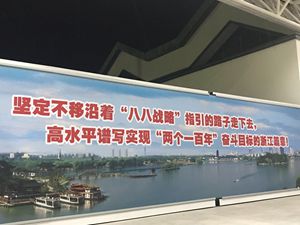 坚定不移沿着“八八战略”指引的路子走下去,
高水平谱写实现“两个一百年”奋斗目标的浙江篇章!